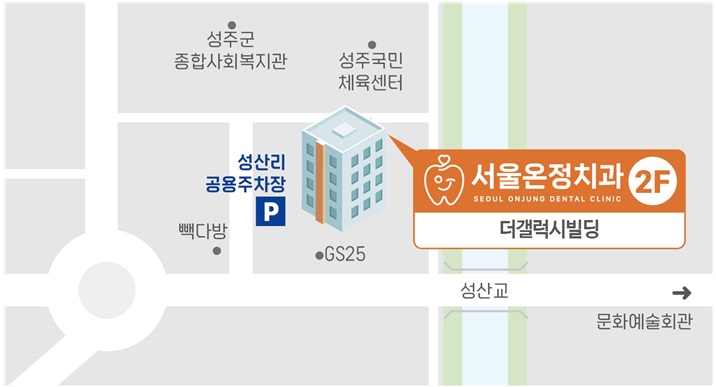 성주군
종합사회복지관
성주국민
체육센터
성산리
공용주차장
P
서울온정치과 2F
SEOUL ONJUNG DENTAL CLINIC
더갤럭시빌딩
빽다방
GS25
성산교
문화예술회관